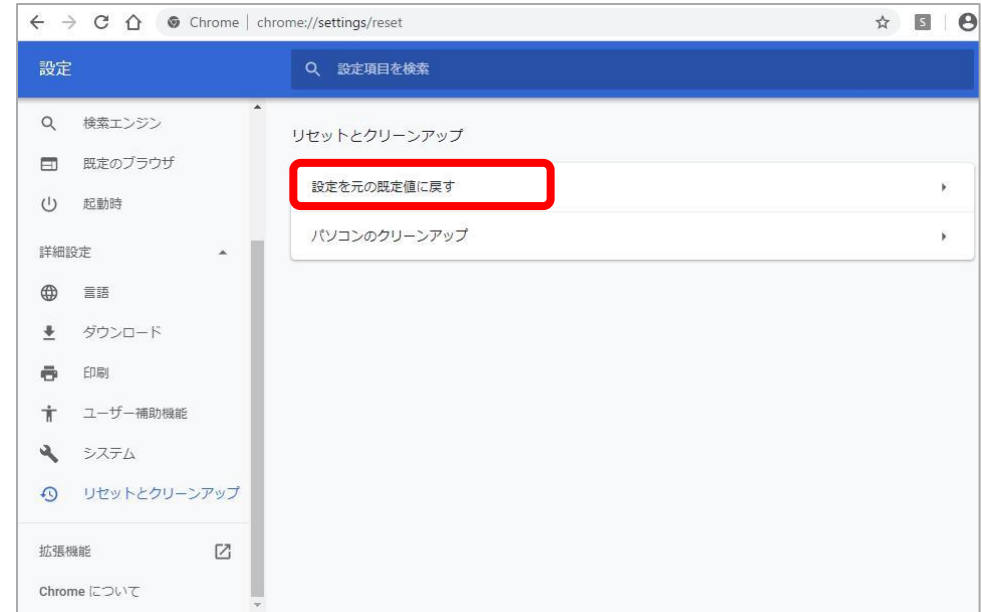 Chrome | chrome://settings/reset
S
設定
設定項目を検索
検索エンジン
既定のブラウザ
起動時
詳細設定
言語
ダウンロード
印刷
ユーザー補助機能
システム
リセットとクリーンアップ
拡張機能
Chrome について
リセットとクリーンアップ
設定を元の既定値に戻す
パソコンのクリーンアップ